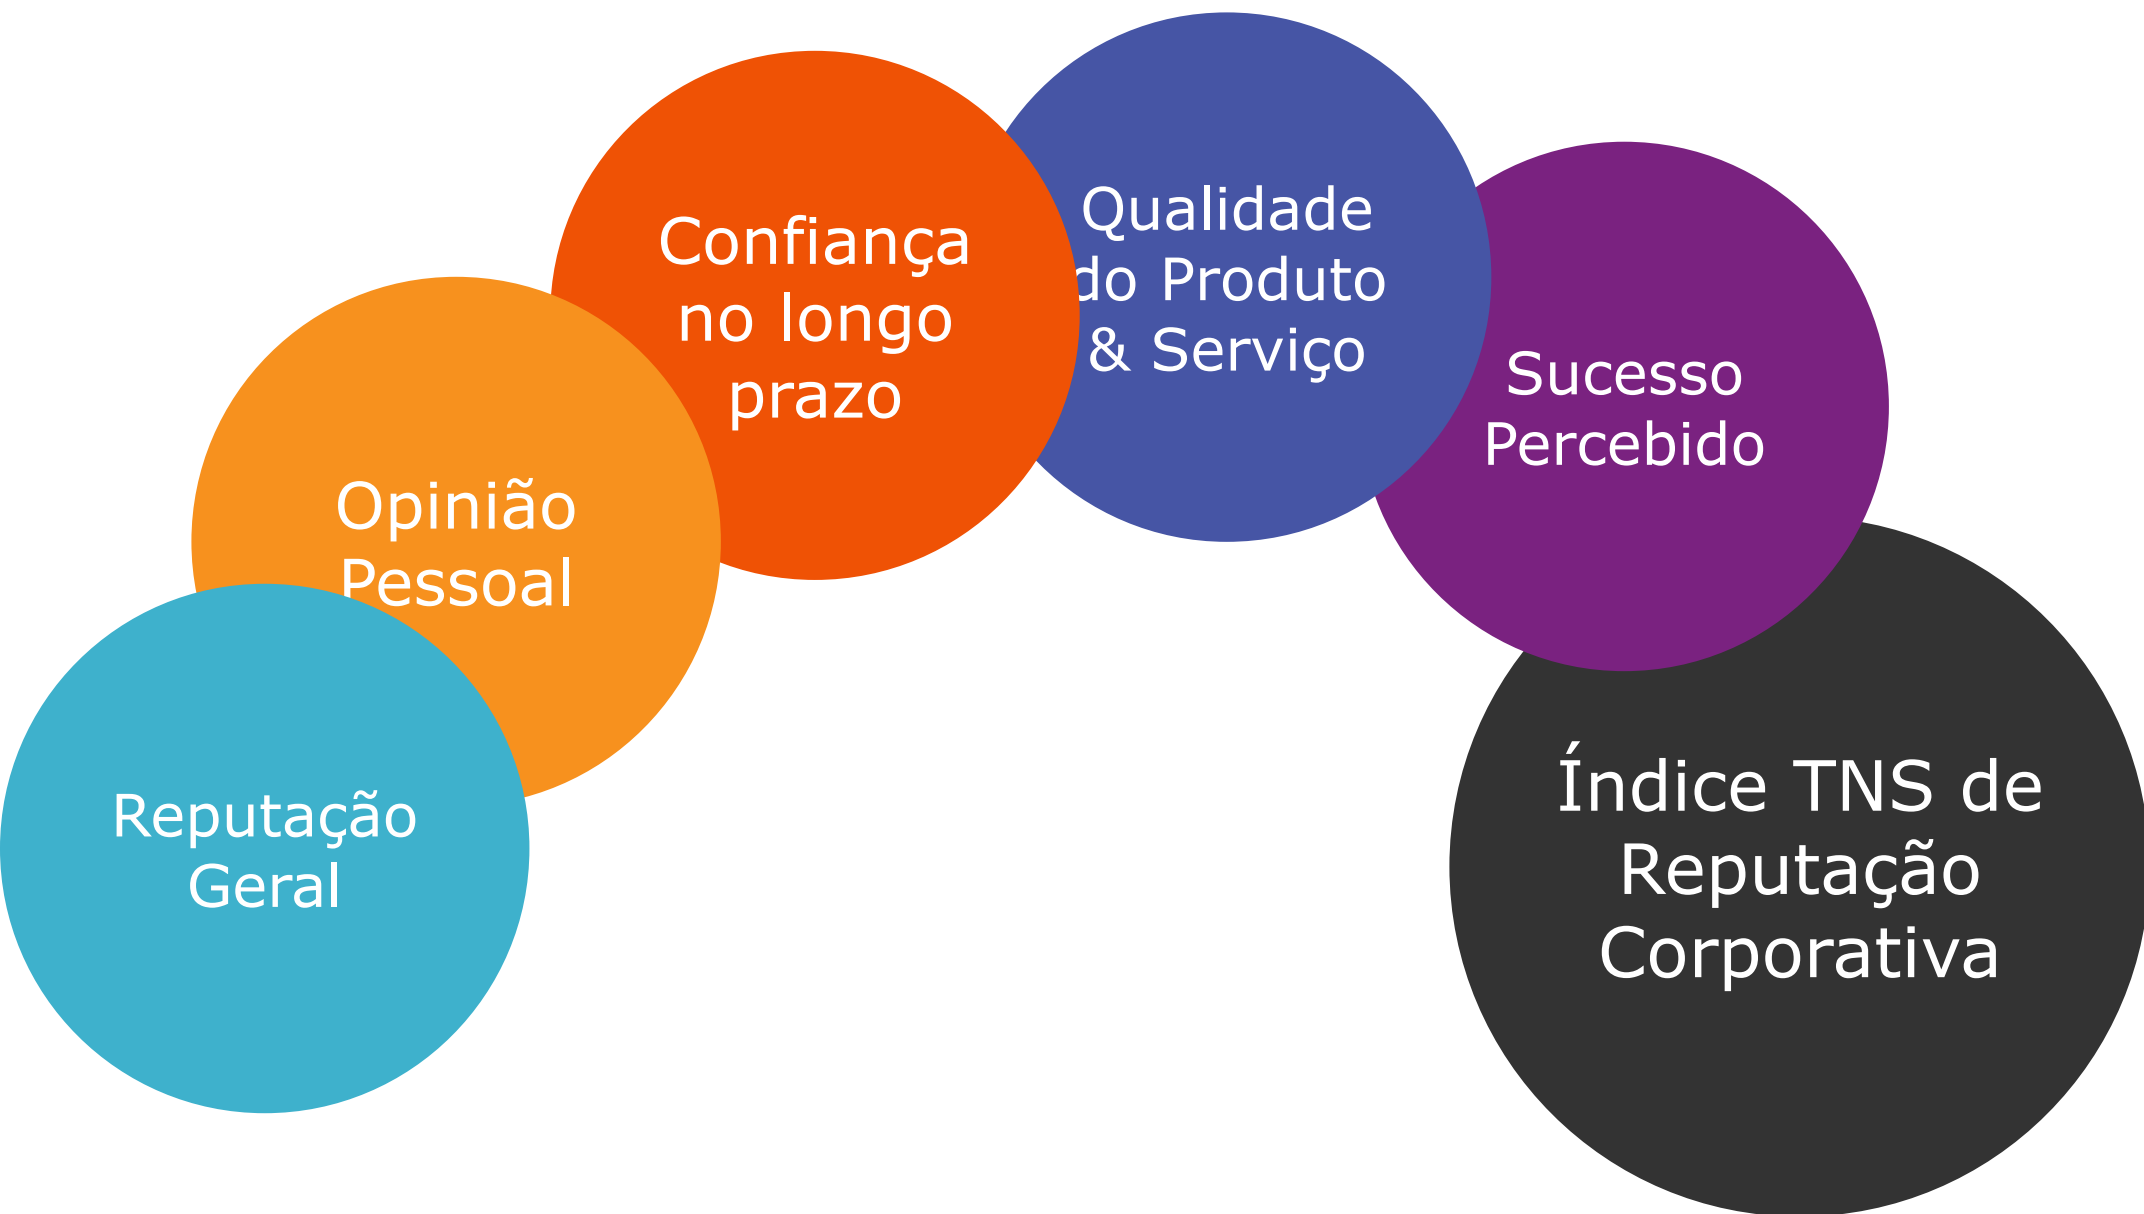 Reputação
Geral
Opinião
Pessoal
Confiança
no longo
prazo
Qualidade
do Produto
& Serviço
Sucesso
Percebido
Índice TNS de
Reputação
Corporativa